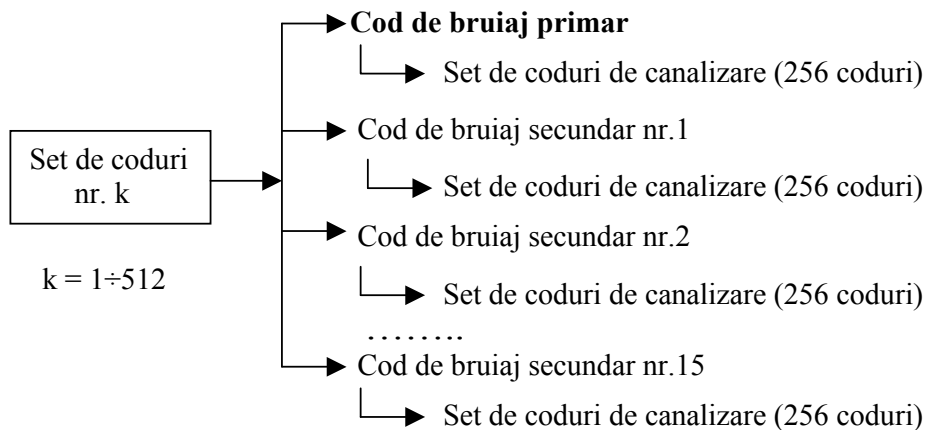 Cod de bruiaj primar
Set de coduri de canalizare (256 coduri)
Cod de bruiaj secundar nr.1
Set de coduri de canalizare (256 coduri)
Set de coduri
nr. k
Cod de bruiaj secundar nr.2
k = 1÷512
Set de coduri de canalizare (256 coduri)
........
Cod de bruiaj secundar nr.15
Set de coduri de canalizare (256 coduri)